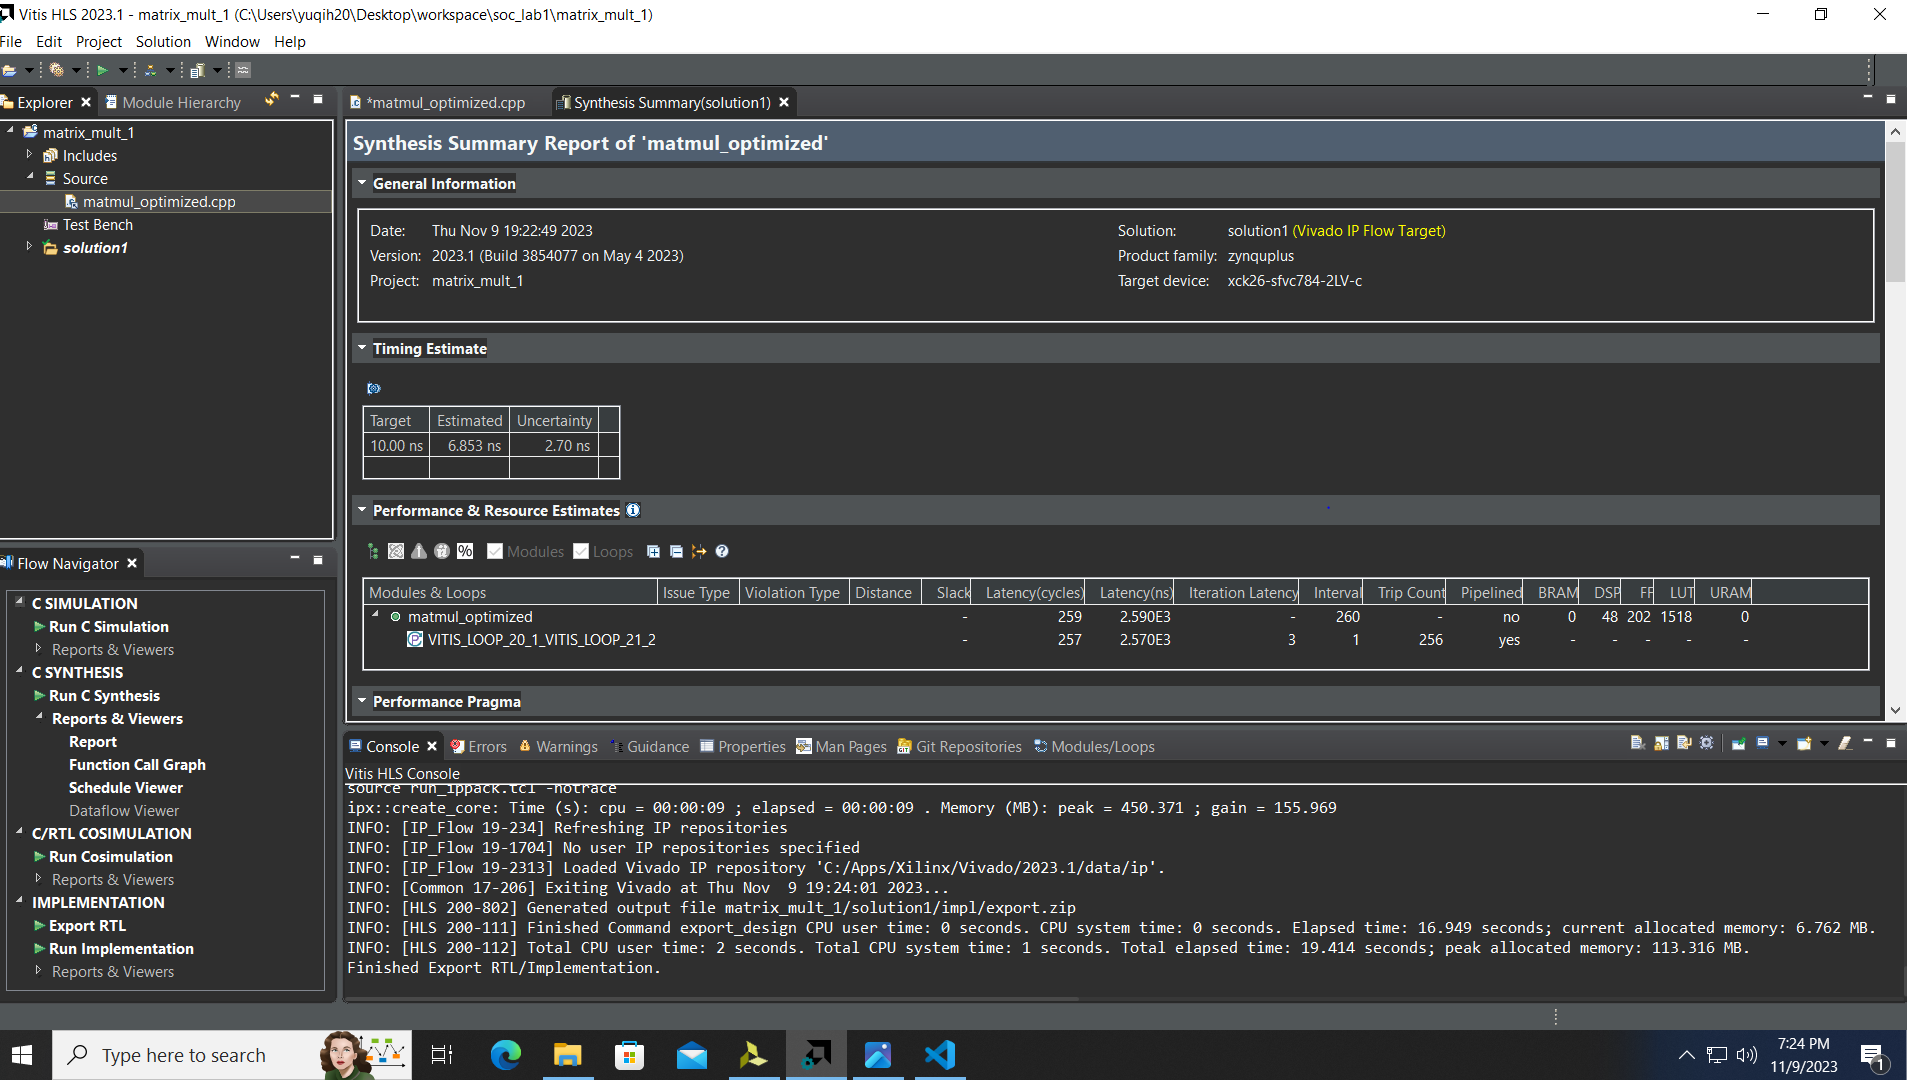 Vitis HLS 2023.1 - matrix_mult_1 (C:\Users\yuqih20\Desktop\workspace\soc_lab1\matrix_mult_1)
File Edit Project Solution Window Help
Explorer Module Hierarchy
matrix_mult_1
Includes
Source
matmul_optimized.cpp
Test Bench
solution1
Flow Navigator
C SIMULATION
Run C Simulation
Reports & Viewers
C SYNTHESIS
Run C Synthesis
Reports & Viewers
Report
Function Call Graph
Schedule Viewer
Dataflow Viewer
C/RTL COSIMULATION
Run Cosimulation
Reports & Viewers
IMPLEMENTATION
Export RTL
Run Implementation
Reports & Viewers
*matmul_optimized.cpp Synthesis Summary(solution1)
Synthesis Summary Report of 'matmul_optimized'
General Information
Date: Thu Nov 9 19:22:49 2023 Solution: solution1 (Vivado IP Flow Target)
Version: 2023.1 (Build 3854077 on May 4 2023) Product family: zynquplus
Project: matrix_mult_1 Target device: xck26-sfvc784-2LV-c
Timing Estimate
Target Estimated Uncertainty
10.00 ns 6.853 ns 2.70 ns
Performance & Resource Estimates
% Modules Loops
Modules & Loops Issue Type Violation Type Distance Slack Latency(cycles) Latency(ns) Iteration Latency Interval Trip Count Pipelined BRAM DSP FF LUT URAM
matmul_optimized - 259 2.590E3 - 260 - no 0 48 202 1518 0
VITIS_LOOP_20_1_VITIS_LOOP_21_2 - 257 2.570E3 3 1 256 yes - - - - -
Performance Pragma
Console Errors Warnings Guidance Properties Man Pages Git Repositories Modules/Loops
Vitis HLS Console
source run_ippack.tcl -notrace
ipx::create_core: Time (s): cpu = 00:00:09 ; elapsed = 00:00:09 . Memory (MB): peak = 450.371 ; gain = 155.969
INFO: [IP_Flow 19-234] Refreshing IP repositories
INFO: [IP_Flow 19-1704] No user IP repositories specified
INFO: [IP_Flow 19-2313] Loaded Vivado IP repository 'C:/Apps/Xilinx/Vivado/2023.1/data/ip'.
INFO: [Common 17-206] Exiting Vivado at Thu Nov  9 19:24:01 2023...
INFO: [HLS 200-802] Generated output file matrix_mult_1/solution1/impl/export.zip
INFO: [HLS 200-111] Finished Command export_design CPU user time: 0 seconds. CPU system time: 0 seconds. Elapsed time: 16.949 seconds; current allocated memory: 6.762 MB.
INFO: [HLS 200-112] Total CPU user time: 2 seconds. Total CPU system time: 1 seconds. Total elapsed time: 19.414 seconds; peak allocated memory: 113.316 MB.
Finished Export RTL/Implementation.
Type here to search
7:24 PM
11/9/2023
1